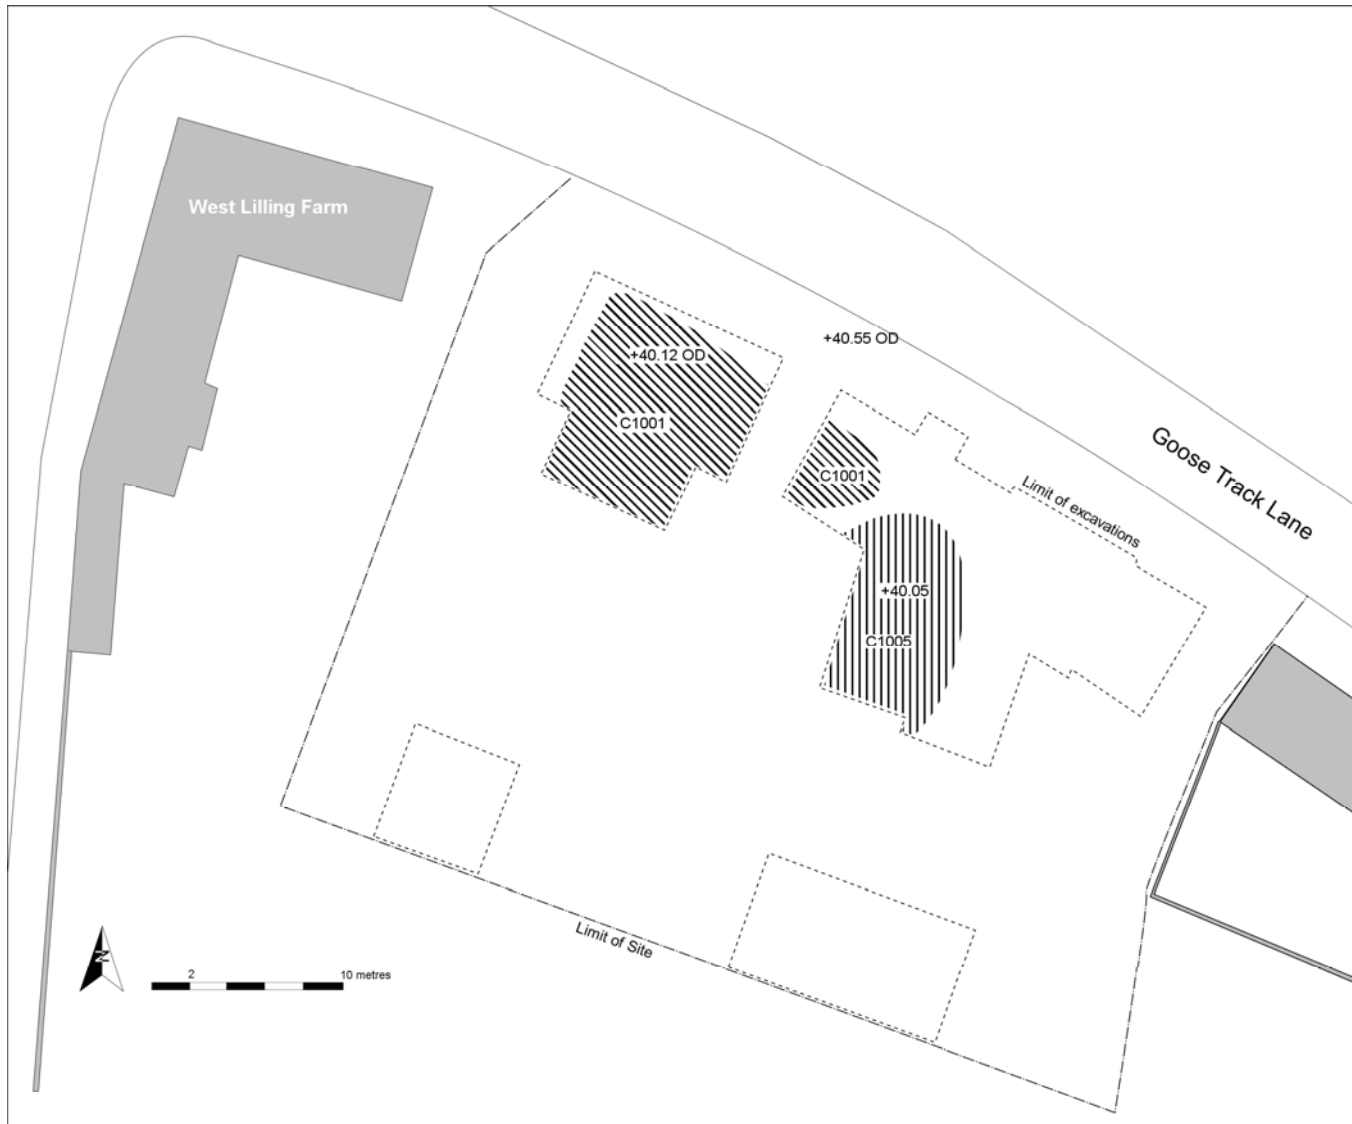 West Lilling Farm
+40.55 OD
+40.12 OD
C1001
C1001
Goose Track Lane
Limit of excavations
+40.05
C1005
Limit of Site
N
2 10 metres